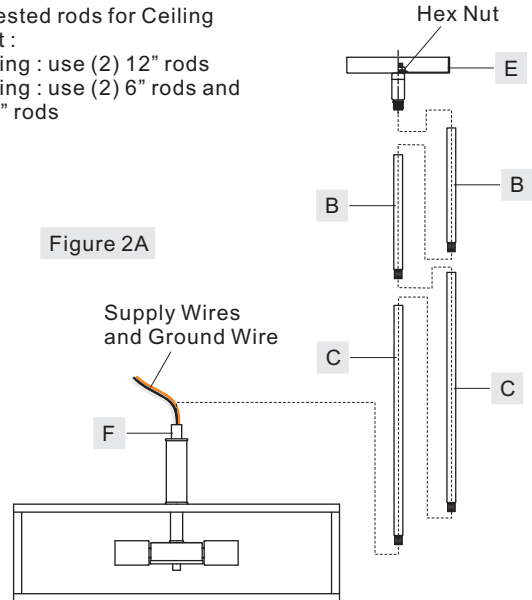 ested rods for Ceiling
t :
ing : use (2) 12” rods
ing : use (2) 6” rods and
” rods
Hex Nut
E
B
B
Figure 2A
Supply Wires
and Ground Wire
C
C
F